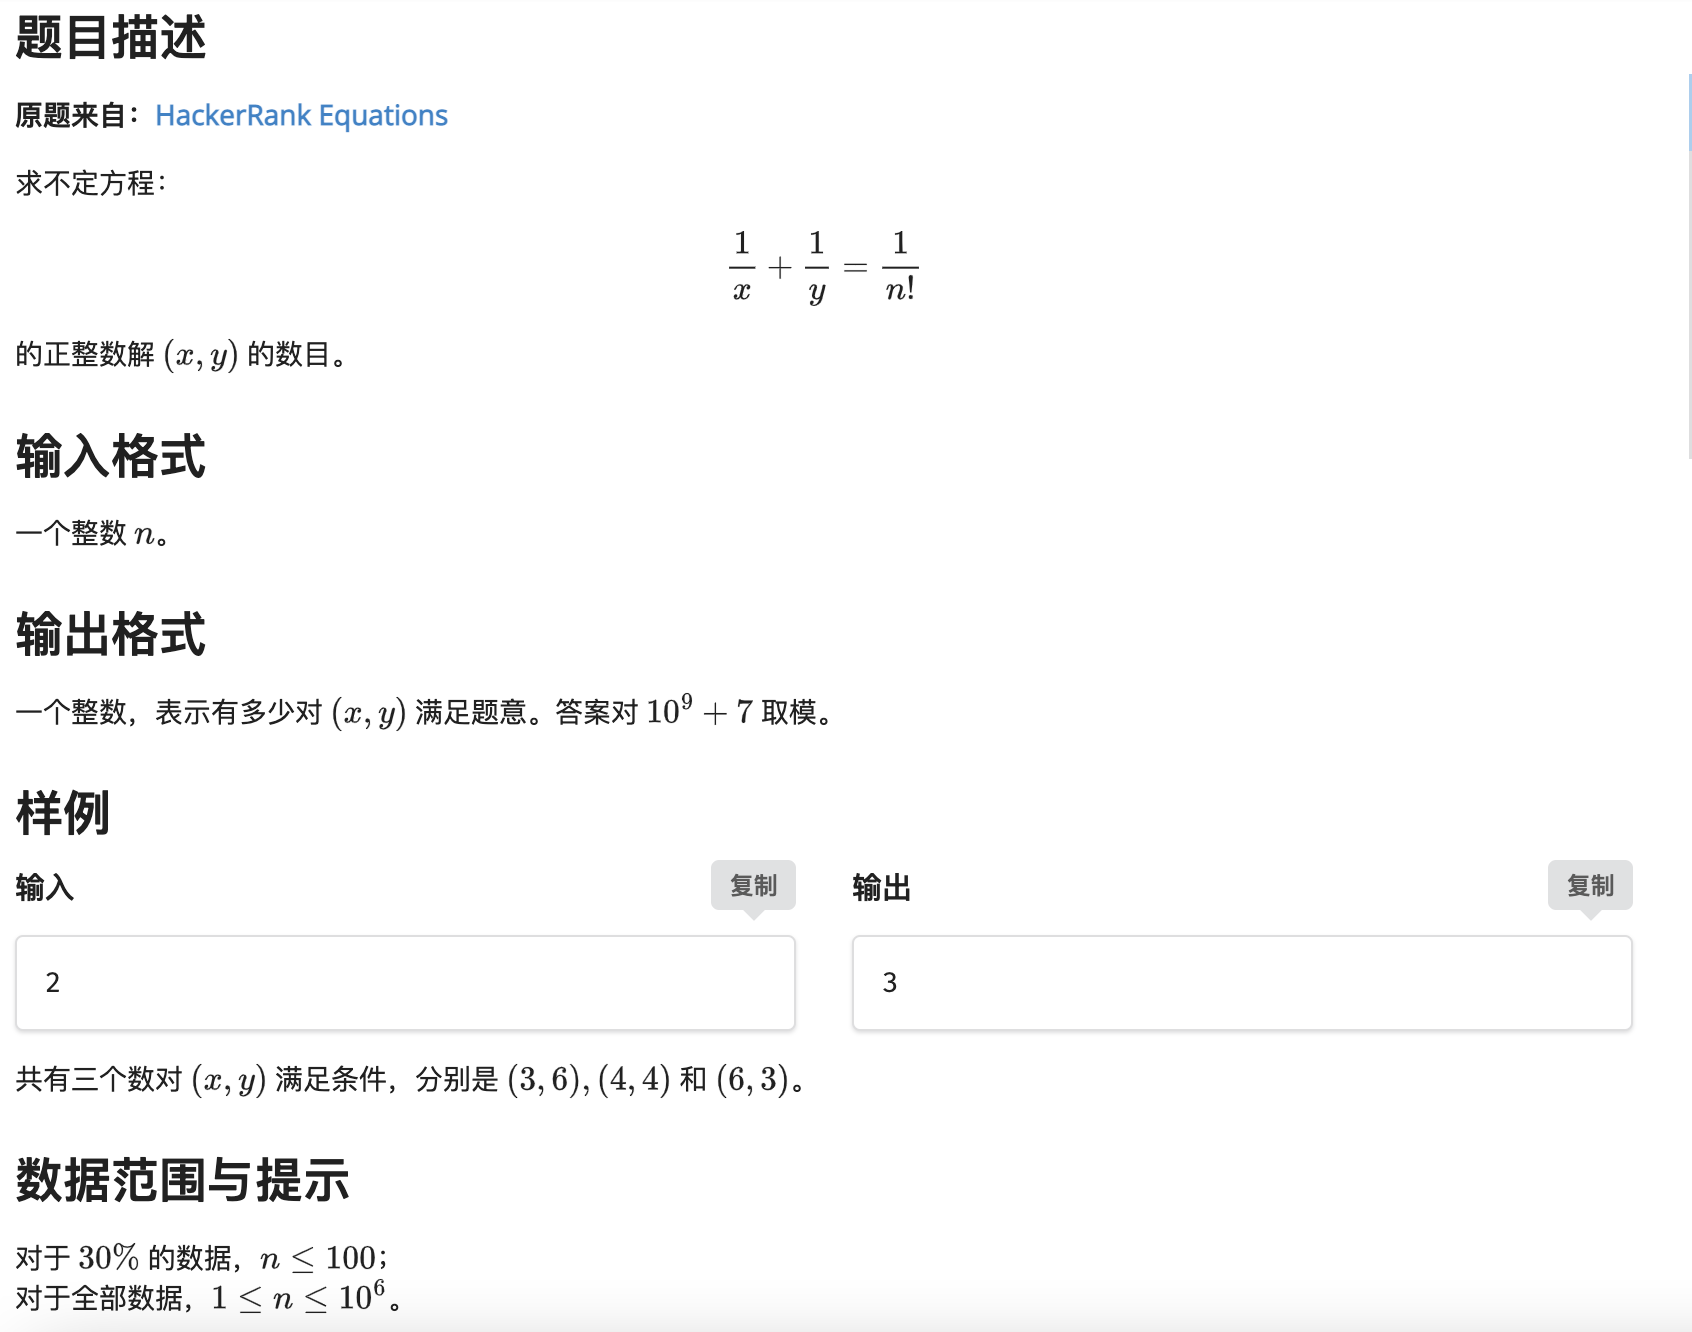 题目描述
原题来自：HackerRank Equations
求不定方程：
1/x + 1/y = 1/n!
的正整数解 (x, y) 的数目。
输入格式
一个整数 n。
输出格式
一个整数，表示有多少对 (x, y) 满足题意。答案对 10^9 + 7 取模。
样例
输入 复制 输出 复制
2 3
共有三个数对 (x, y) 满足条件，分别是 (3, 6), (4, 4) 和 (6, 3)。
数据范围与提示
对于 30% 的数据，n ≤ 100；
对于全部数据，1 ≤ n ≤ 10^6。